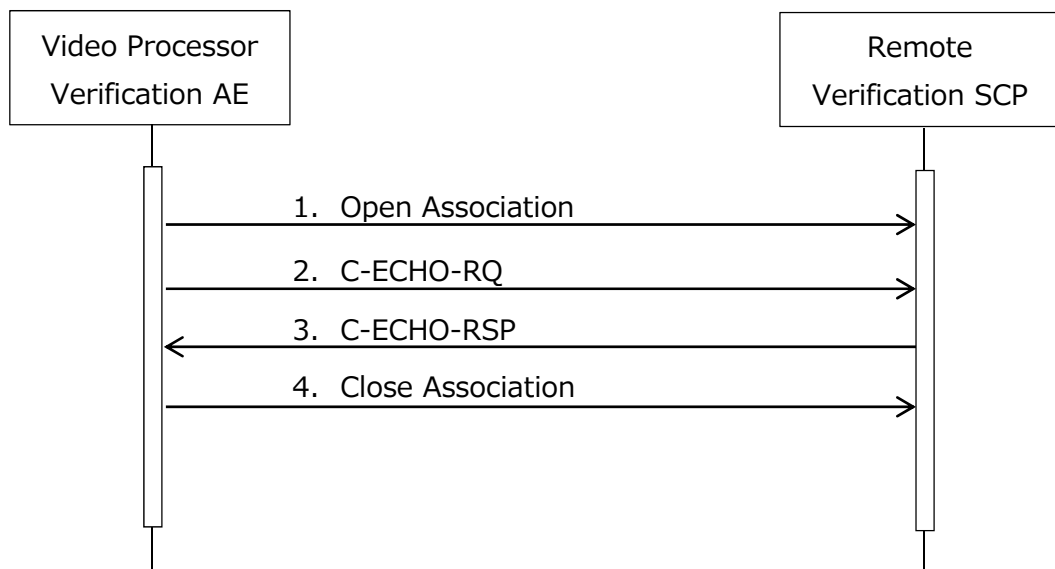 Video Processor
Verification AE
Remote
Verification SCP
1. Open Association
2. C-ECHO-RQ
3. C-ECHO-RSP
4. Close Association